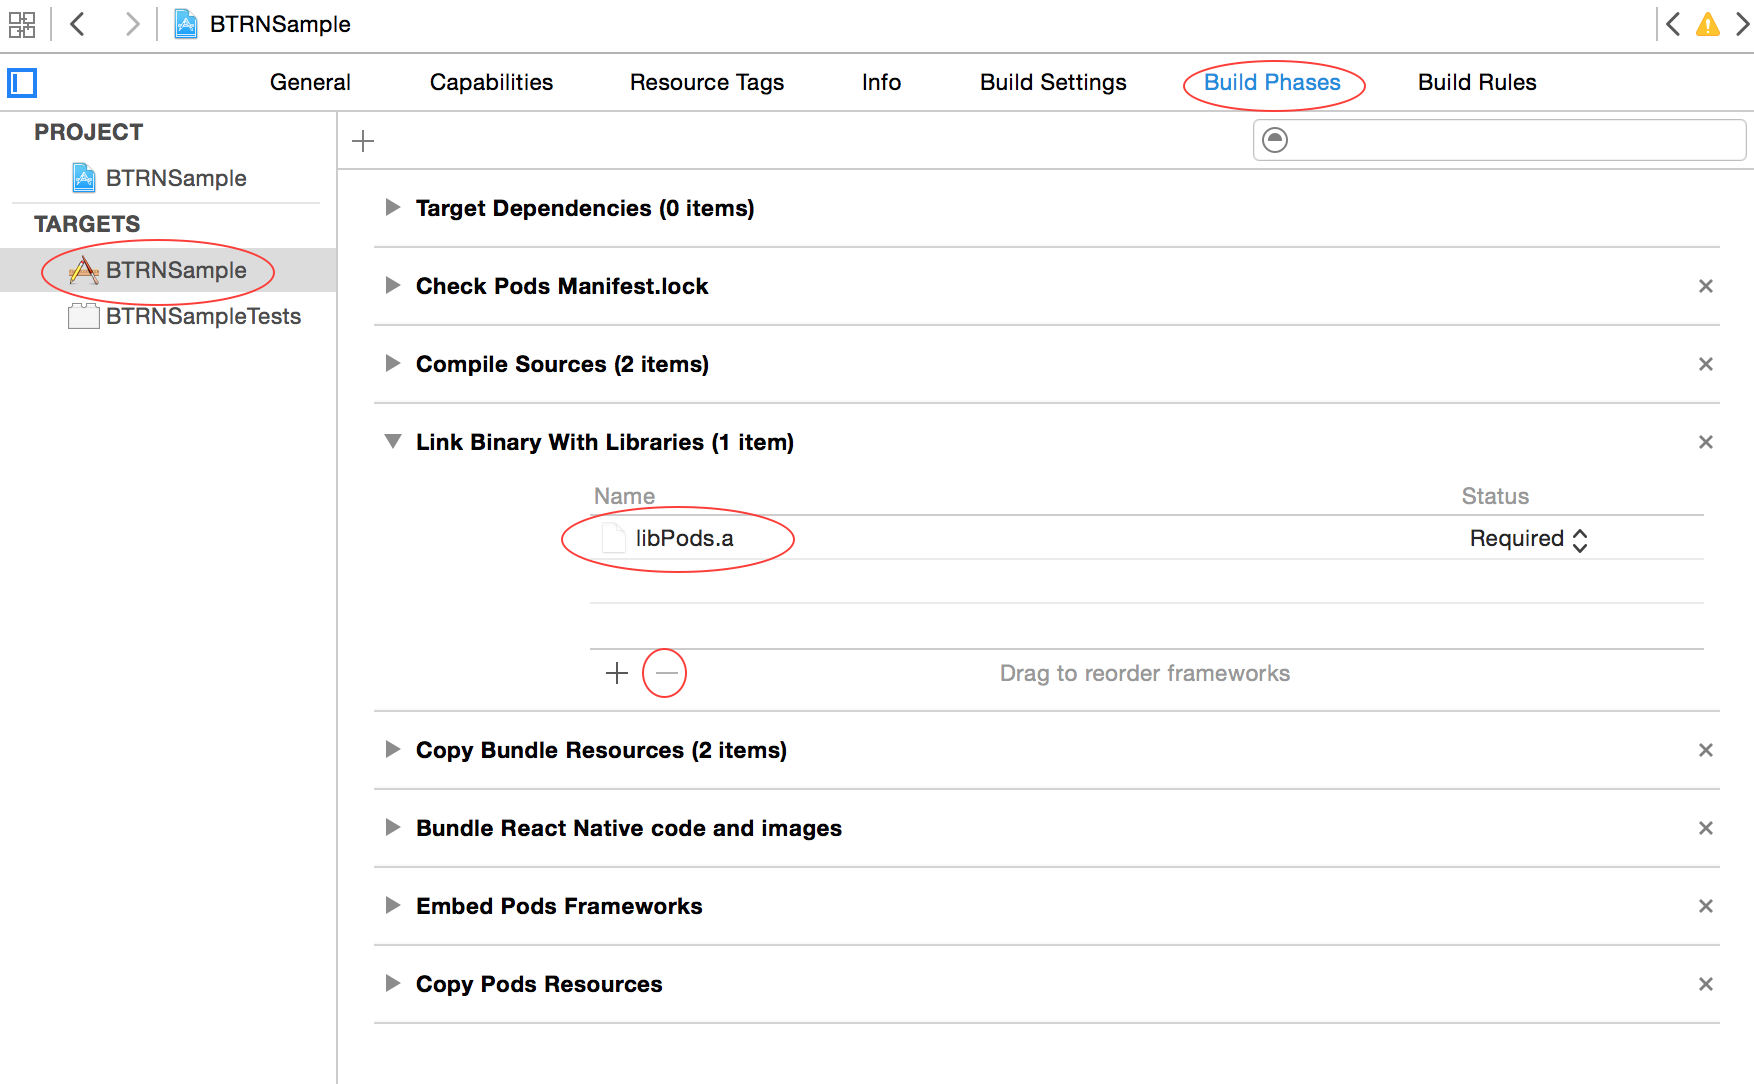 BTRNSample
General Capabilities Resource Tags Info Build Settings Build Phases Build Rules
PROJECT
BTRNSample
TARGETS
BTRNSample
BTRNSampleTests
Target Dependencies (0 items)
Check Pods Manifest.lock
Compile Sources (2 items)
Link Binary With Libraries (1 item)
Name Status
libPods.a Required
Drag to reorder frameworks
Copy Bundle Resources (2 items)
Bundle React Native code and images
Embed Pods Frameworks
Copy Pods Resources